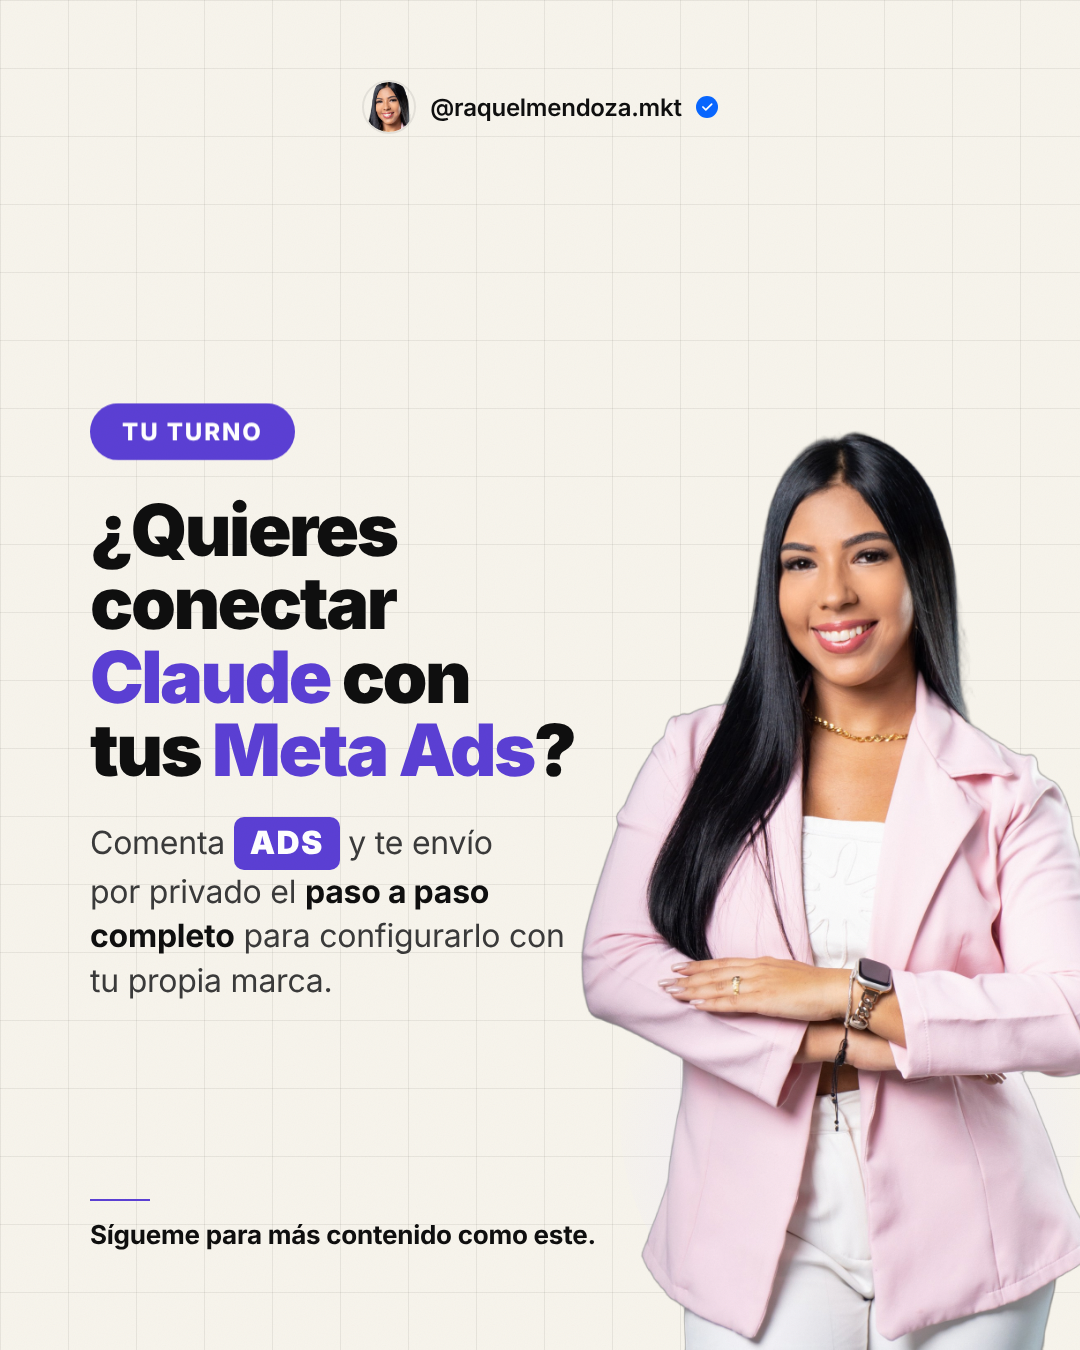 @raquelmendoza.mkt
TU TURNO
¿Quieres
conectar
Claude con
tus Meta Ads?
Comenta ADS y te envío
por privado el paso a paso
completo para configurarlo con
tu propia marca.
Sígueme para más contenido como este.